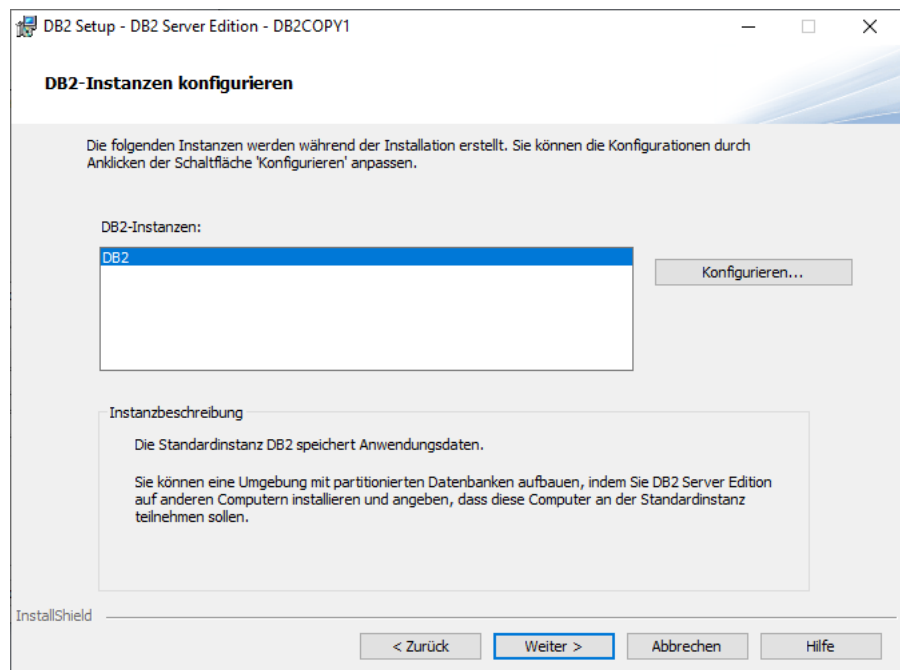 DB2 Setup - DB2 Server Edition - DB2COPY1
DB2-Instanzen konfigurieren
Die folgenden Instanzen werden während der Installation erstellt. Sie können die Konfigurationen durch
Anklicken der Schaltfläche 'Konfigurieren' anpassen.
DB2-Instanzen:
DB2
Konfigurieren...
Instanzbeschreibung
Die Standardinstanz DB2 speichert Anwendungsdaten.
Sie können eine Umgebung mit partitionierten Datenbanken aufbauen, indem Sie DB2 Server Edition
auf anderen Computern installieren und angeben, dass diese Computer an der Standardinstanz
teilnehmen sollen.
InstallShield
< Zurück
Weiter >
Abbrechen
Hilfe